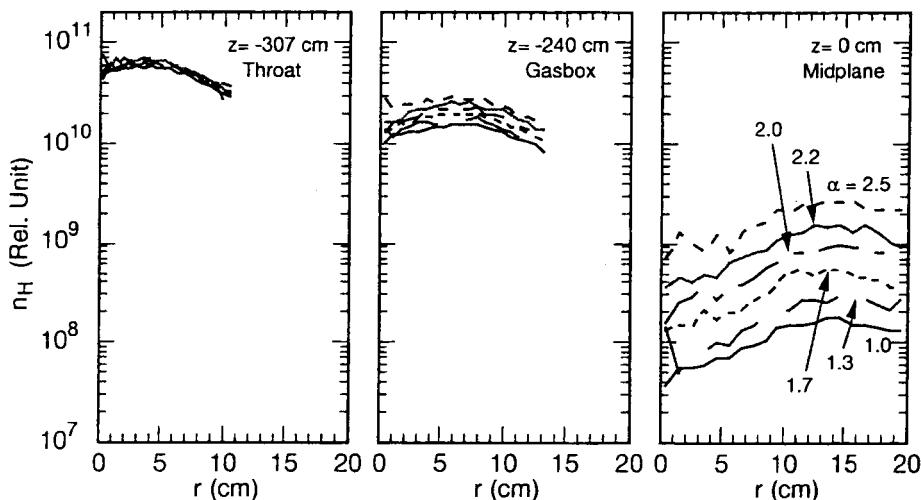 n_H (Rel. Unit)
10^11
10^10
10^9
10^8
10^7
z= -307 cm
Throat
0 5 10 15 20
r (cm)
z= -240 cm
Gasbox
0 5 10 15 20
r (cm)
z= 0 cm
Midplane
2.0
2.2
α = 2.5
1.7
1.3
1.0
0 5 10 15 20
r (cm)